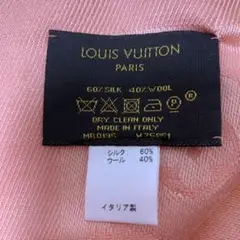 LOUIS VUITTON
PARIS
60%SILK 40%WOOL
DRY CLEAN ONLY
MADE IN ITALY
シルク 60%
ウール 40%
イタリア製